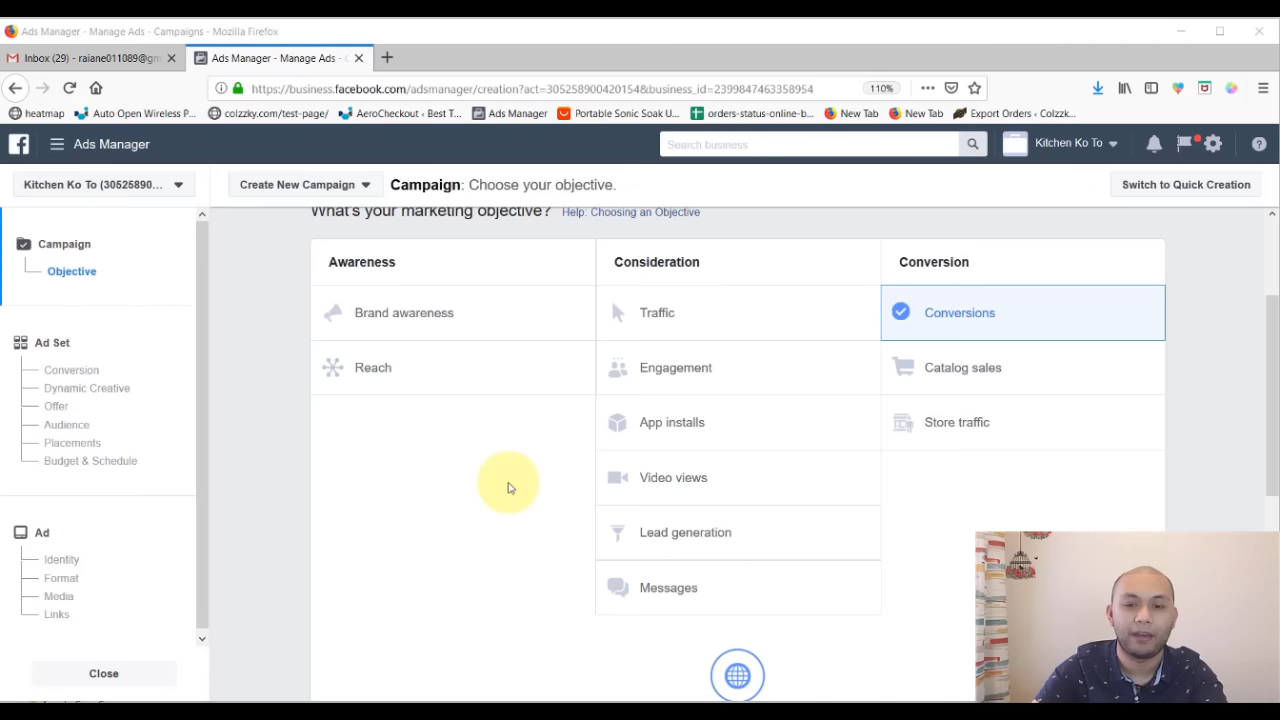 Ads Manager - Manage Ads - Campaigns - Mozilla Firefox
Inbox (29) - raiane011089@gm
Ads Manager - Manage Ads - C
https://business.facebook.com/adsmanager/creation?act=305258900420154&business_id=2399847463358954
110%
heatmap
Auto Open Wireless P...
colzzky.com/test-page/
AeroCheckout › Best T...
Ads Manager
Portable Sonic Soak U...
orders-status-online-b...
New Tab
New Tab
Export Orders ‹ Colzzk...
Ads Manager
Search business
Kitchen Ko To
Kitchen Ko To (30525890...
Create New Campaign
Campaign: Choose your objective.
Switch to Quick Creation
What's your marketing objective? Help: Choosing an Objective
Campaign
Objective
Ad Set
Conversion
Dynamic Creative
Offer
Audience
Placements
Budget & Schedule
Ad
Identity
Format
Media
Links
Close
Awareness
Brand awareness
Reach
Consideration
Traffic
Engagement
App installs
Video views
Lead generation
Messages
Conversion
Conversions
Catalog sales
Store traffic